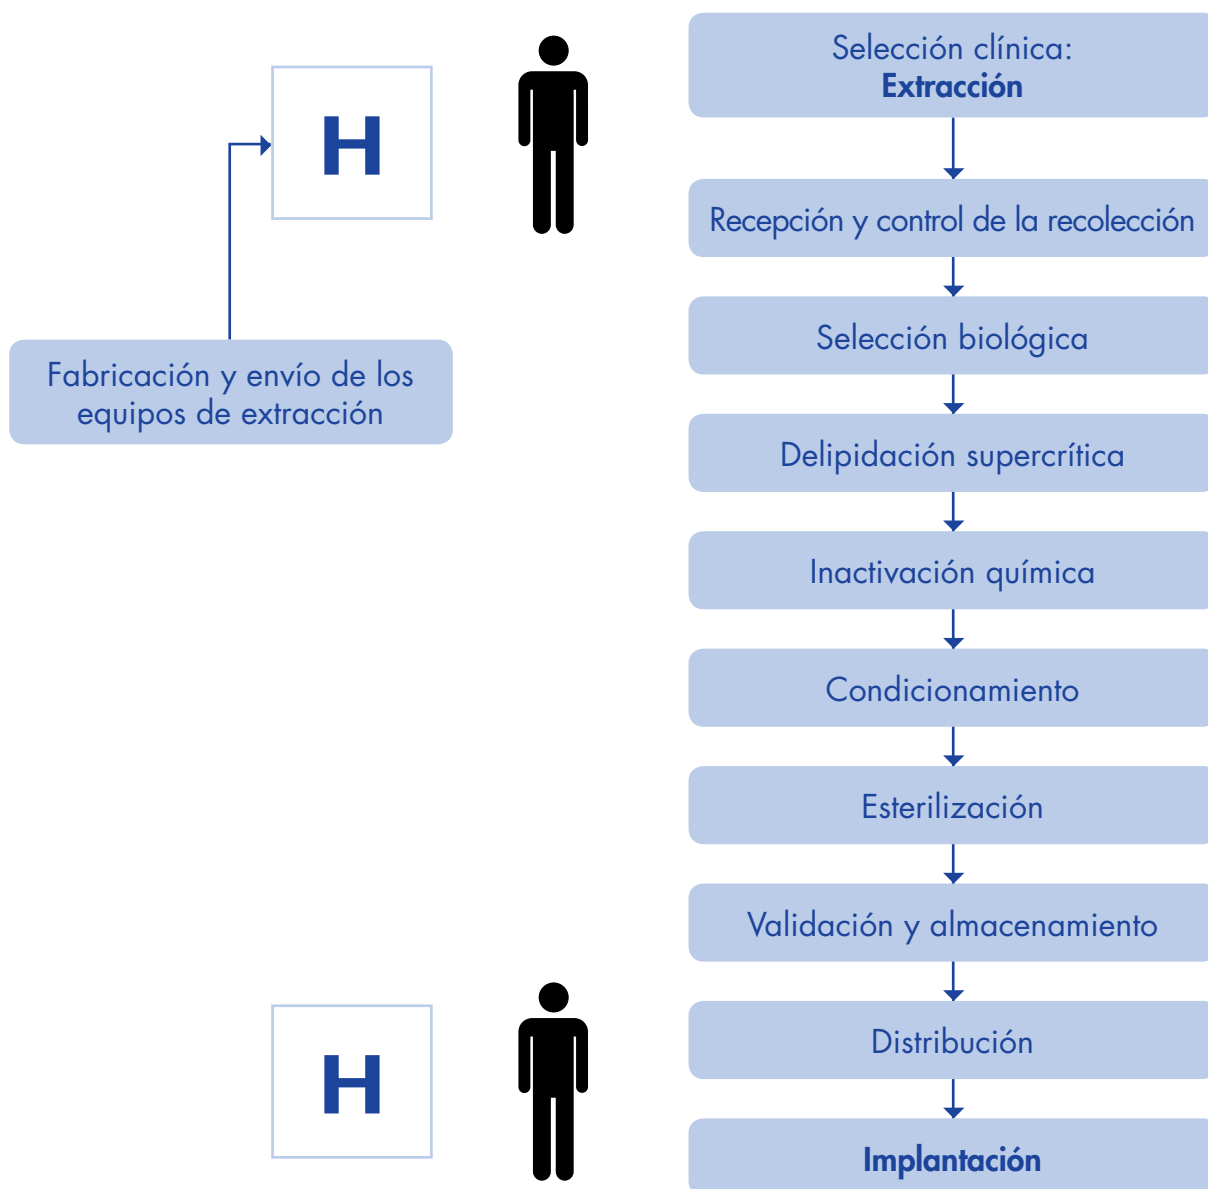 H
Selección clínica:
Extracción
Recepción y control de la recolección
Selección biológica
Fabricación y envío de los
equipos de extracción
Delipidación supercrítica
Inactivación química
Condicionamiento
Esterilización
Validación y almacenamiento
H
Distribución
Implantación